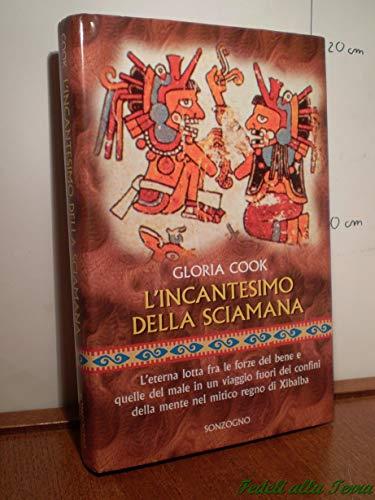 COOK L'INCANTESIMO DELLA SCIAMANA
20 cm
10 cm
GLORIA COOK
L'INCANTESIMO
DELLA SCIAMANA
L'eterna lotta fra le forze del bene e
quelle del male in un viaggio fuori dei confini
della mente nel mitico regno di Xibalba
SONZOGNO
Fedeli alla Terra